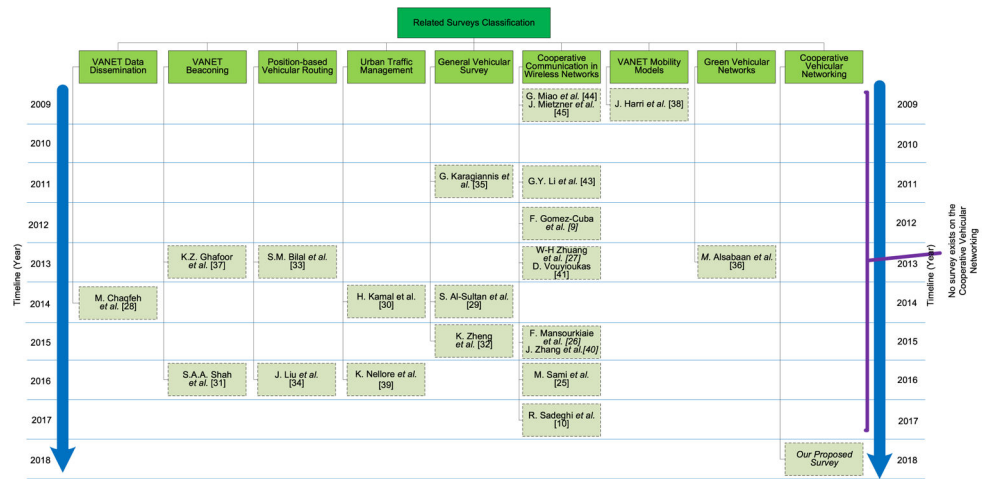 Related Surveys Classification
VANET Data
Dissemination
VANET
Beaconing
Position-based
Vehicular Routing
Urban Traffic
Management
General Vehicular
Survey
Cooperative
Communication in
Wireless Networks
VANET Mobility
Models
Green Vehicular
Networks
Cooperative
Vehicular
Networking
2009
G. Miao et al. [44]
J. Mietzner et al.
[45]
J. Harri et al. [38]
2009
2010
2010
2011
G. Karagiannis et
al. [35]
G.Y. Li et al. [43]
2011
2012
F. Gomez-Cuba
et al. [9]
2012
2013
K.Z. Ghafoor
et al. [37]
S.M. Bilal et al.
[33]
W-H Zhuang
et al. [27]
D. Vouyioukas
[41]
M. Alsabaan et al.
[36]
2013
2014
M. Chaqfeh
et al. [28]
H. Kamal et al.
[30]
S. Al-Sultan et al.
[29]
2014
2015
K. Zheng
et al. [32]
F. Mansourkiaie
et al. [26]
J. Zhang et al.[40]
2015
2016
S.A.A. Shah
et al. [31]
J. Liu et al.
[34]
K. Nellore et al.
[39]
M. Sami et al.
[25]
2016
2017
R. Sadeghi et al.
[10]
2017
2018
Our Proposed
Survey
2018
Timeline (Year)
Timeline (Year)
No survey exists on the
Cooperative Vehicular
Networking